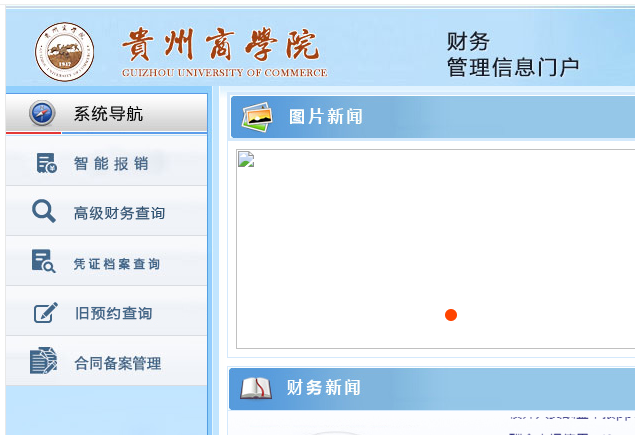 貴州商學院
GUIZHOU UNIVERSITY OF COMMERCE
财务
管理信息门户
系统导航
智能报销
高级财务查询
凭证档案查询
旧预约查询
合同备案管理
图片新闻
财务新闻